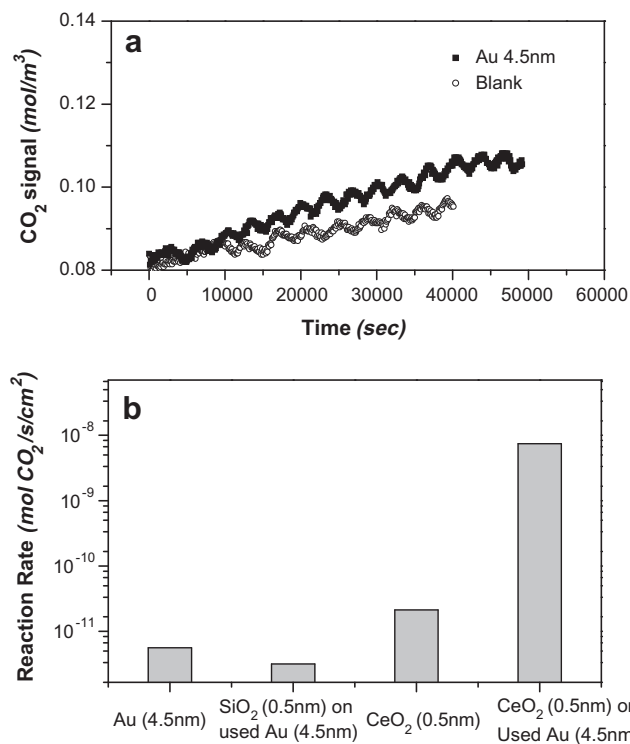 a
0.14
0.12
0.10
0.08
CO₂ signal (mol/m³)
Au 4.5nm
Blank
0
10000
20000
30000
40000
50000
60000
Time (sec)
b
10⁻⁸
10⁻⁹
10⁻¹⁰
10⁻¹¹
Reaction Rate (mol CO₂/s/cm²)
Au (4.5nm)
SiO₂ (0.5nm) on
used Au (4.5nm)
CeO₂ (0.5nm)
CeO₂ (0.5nm) on
Used Au (4.5nm